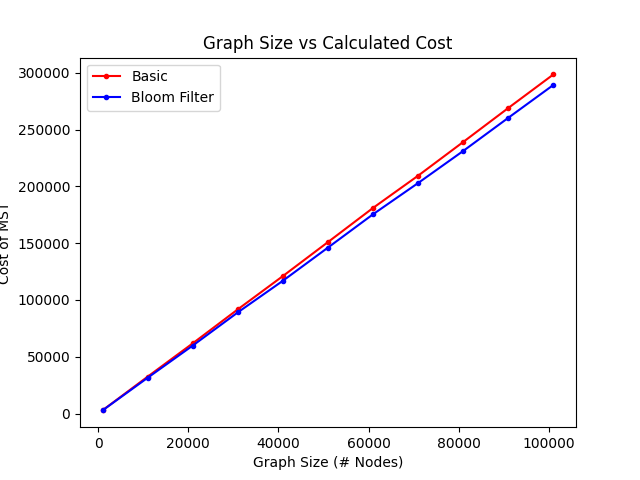 Graph Size vs Calculated Cost
Basic
Bloom Filter
300000
250000
200000
150000
100000
50000
0
Cost of MST
0 20000 40000 60000 80000 100000
Graph Size (# Nodes)